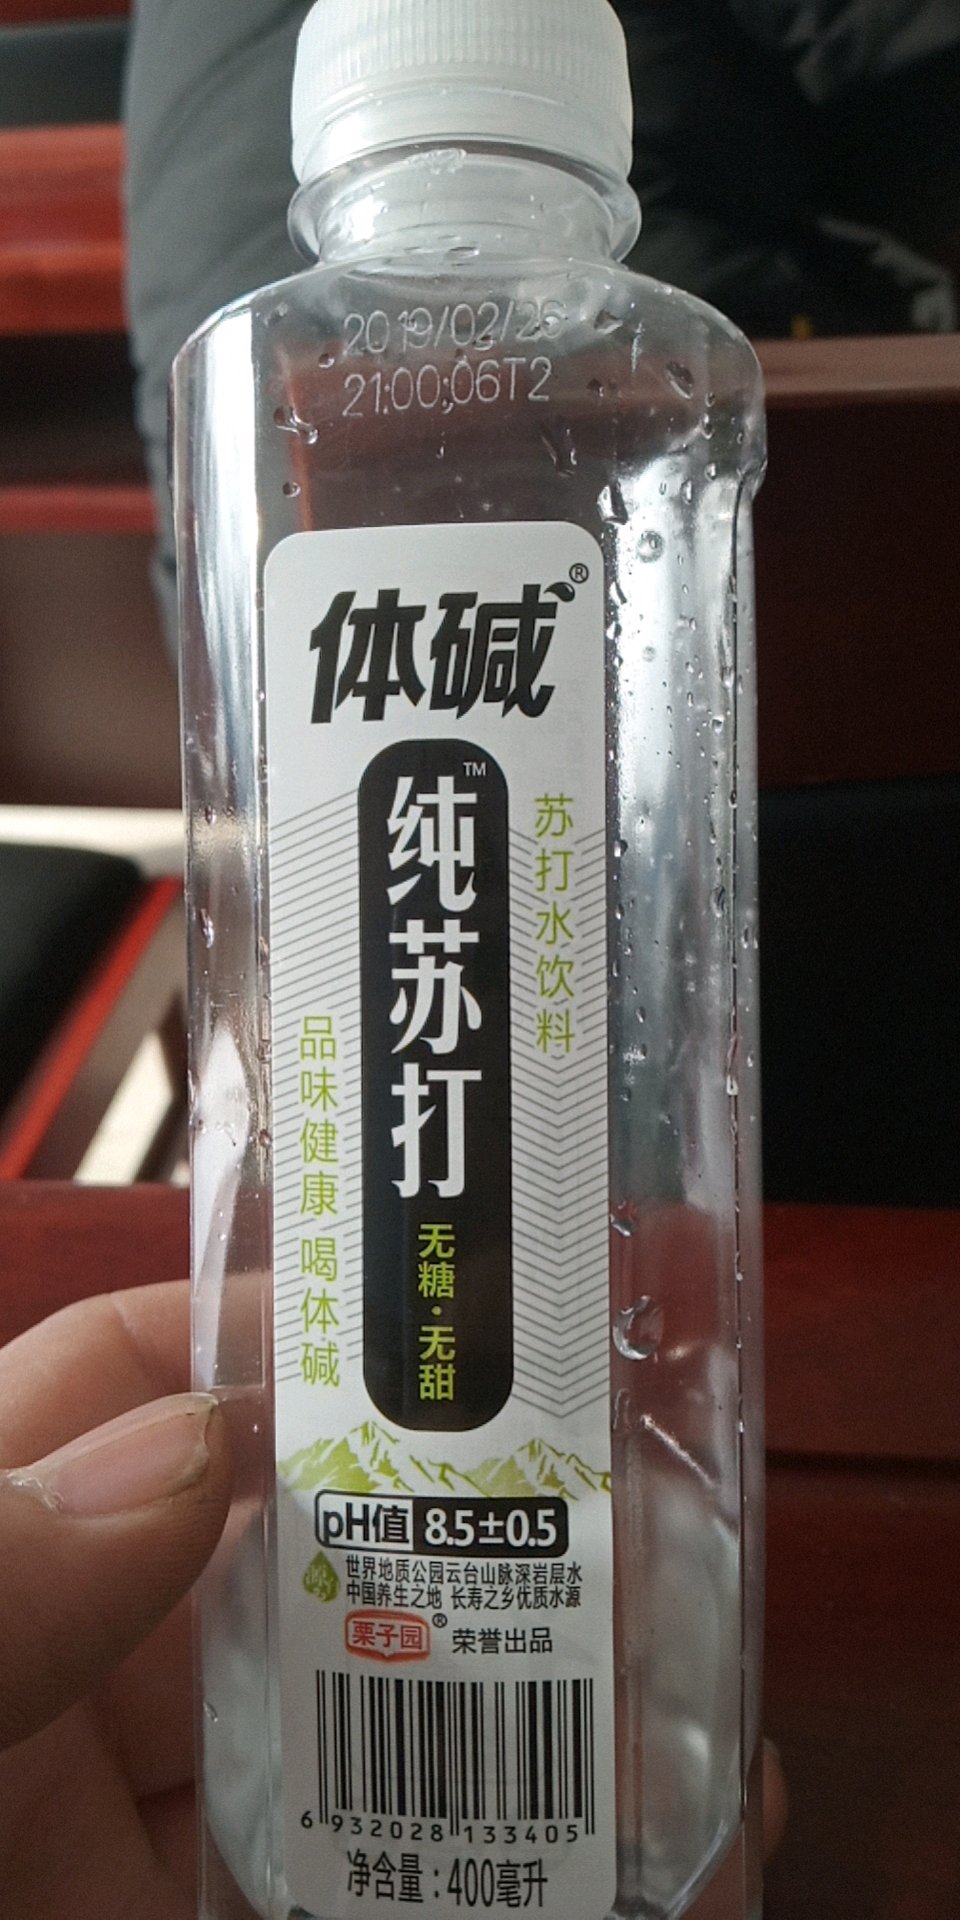 2019/02/26
21:00:06T2
体碱®
纯苏打™
无糖·无甜
苏打水饮料
品味健康 喝体碱
pH值 8.5±0.5
世界地质公园云台山脉深岩层水
中国养生之地 长寿之乡优质水源
栗子园® 荣誉出品
6 932028 133405
净含量:400毫升